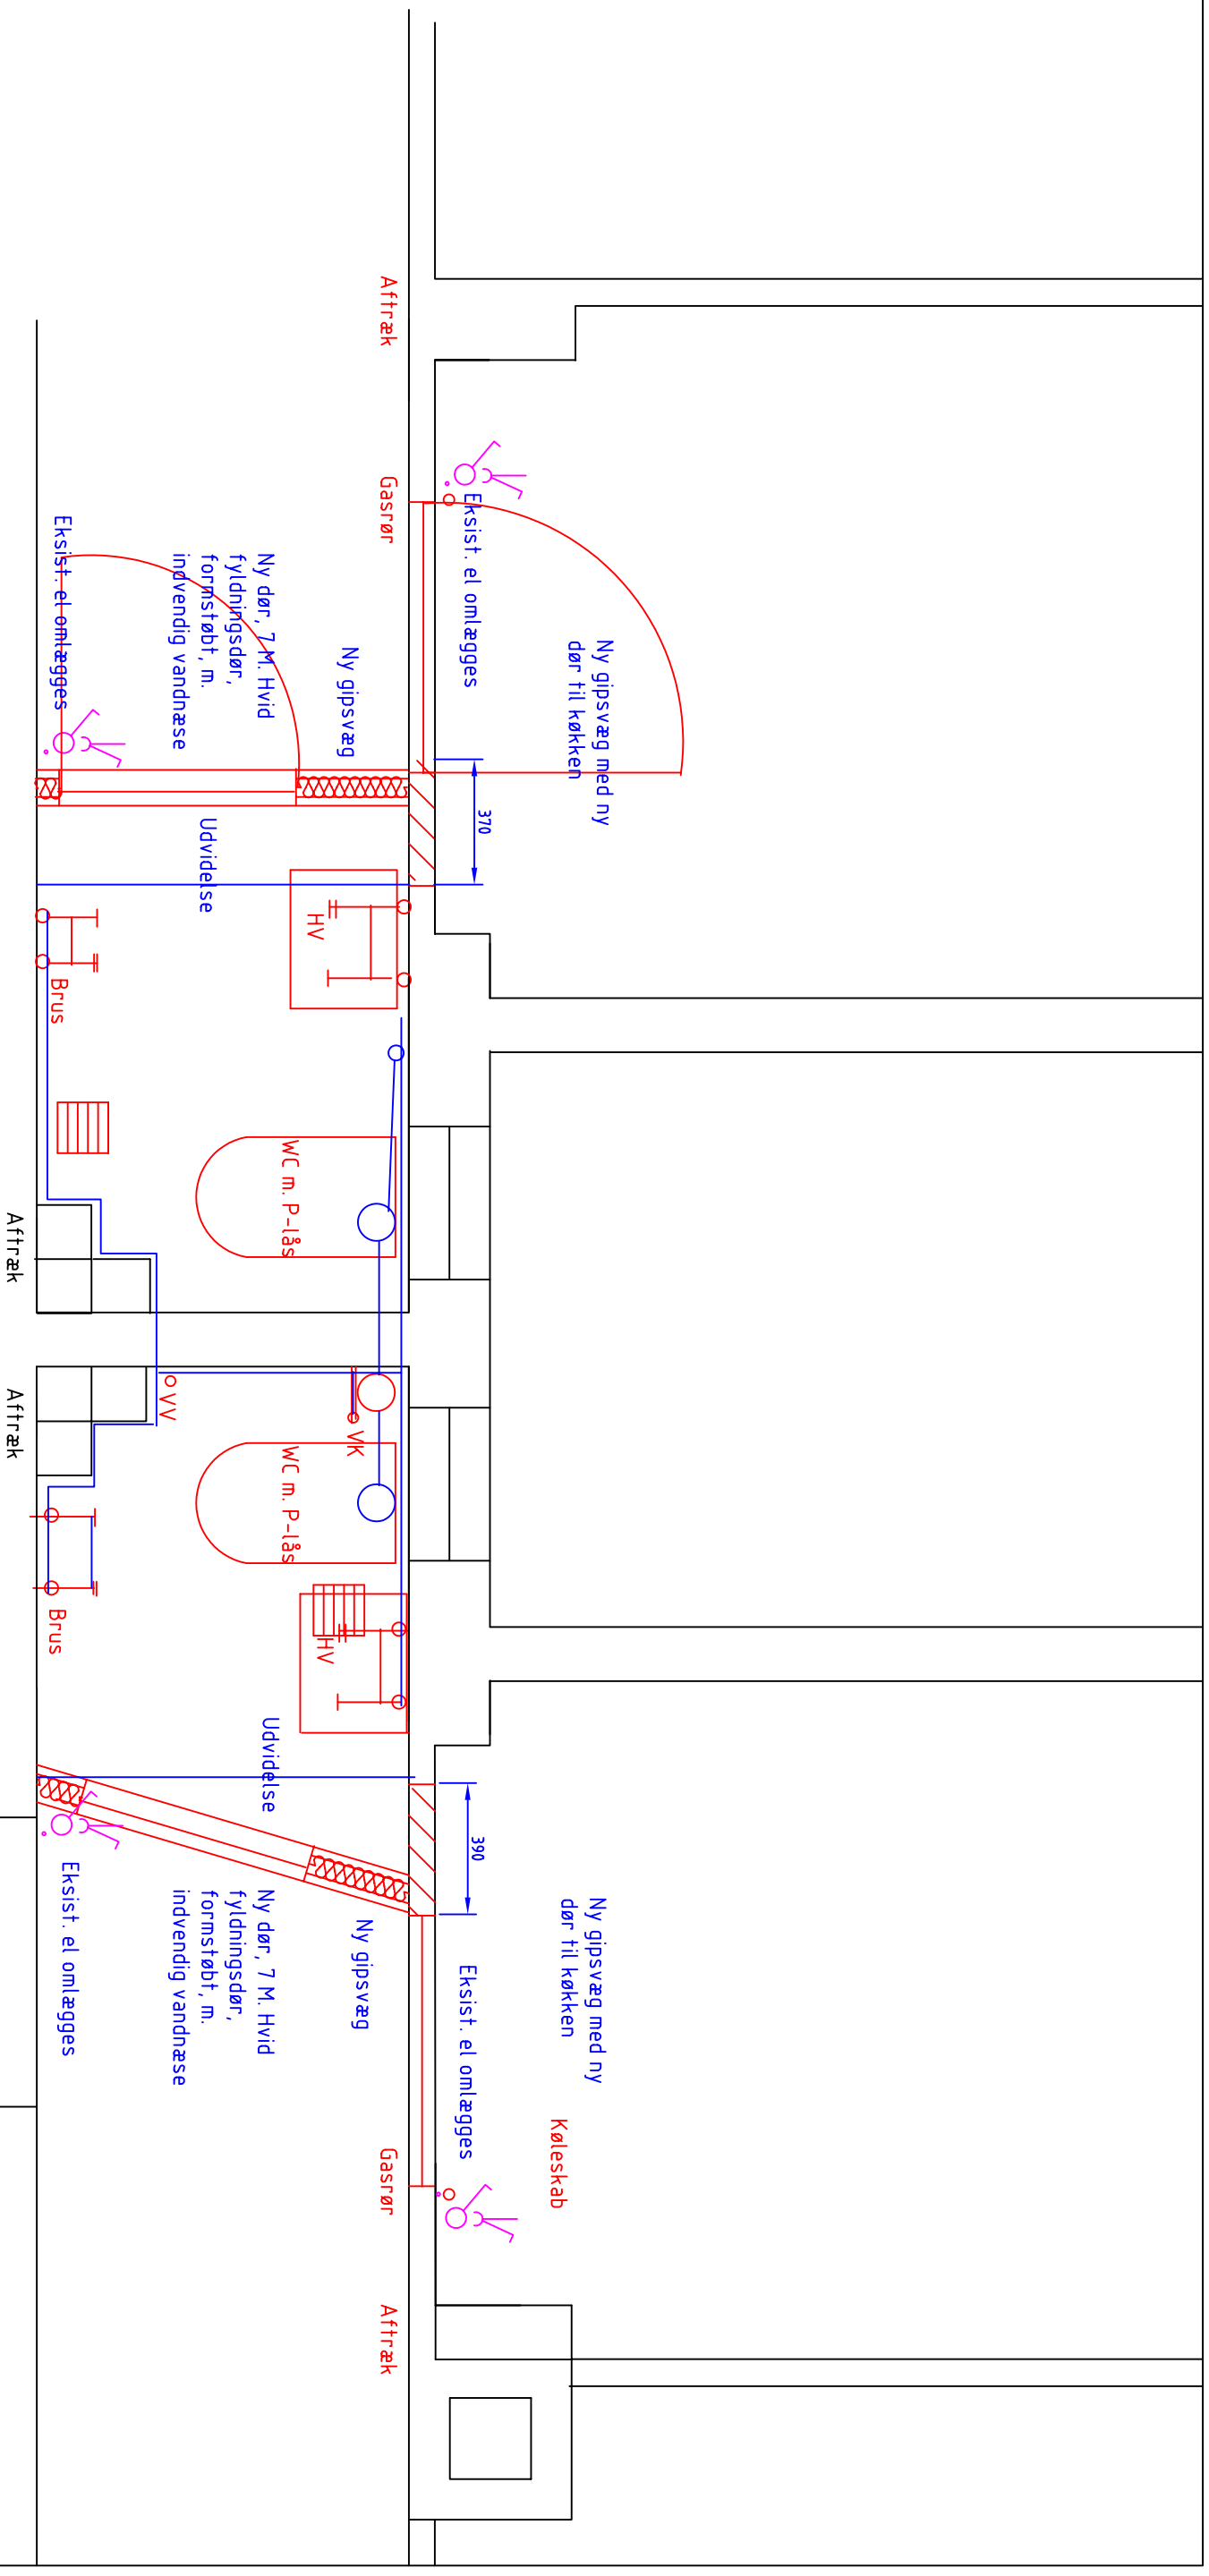 Aftræk
Gasrør
Eksist. el omlægges
Ny gipsvæg med ny
dør til køkken
Eksist. el omlægges
Ny dør, 7 M. Hvid
fyldningsdør,
formstøbt, m.
indvendig vandnæse
Ny gipsvæg
370
Udvidelse
HV
Brus
WC m. P-lås
Aftræk
Aftræk
VV
VK
WC m. P-lås
Brus
HV
Udvidelse
390
Eksist. el omlægges
Ny dør, 7 M. Hvid
fyldningsdør,
formstøbt, m.
indvendig vandnæse
Ny gipsvæg
Ny gipsvæg med ny
dør til køkken
Eksist. el omlægges
Køleskab
Gasrør
Aftræk